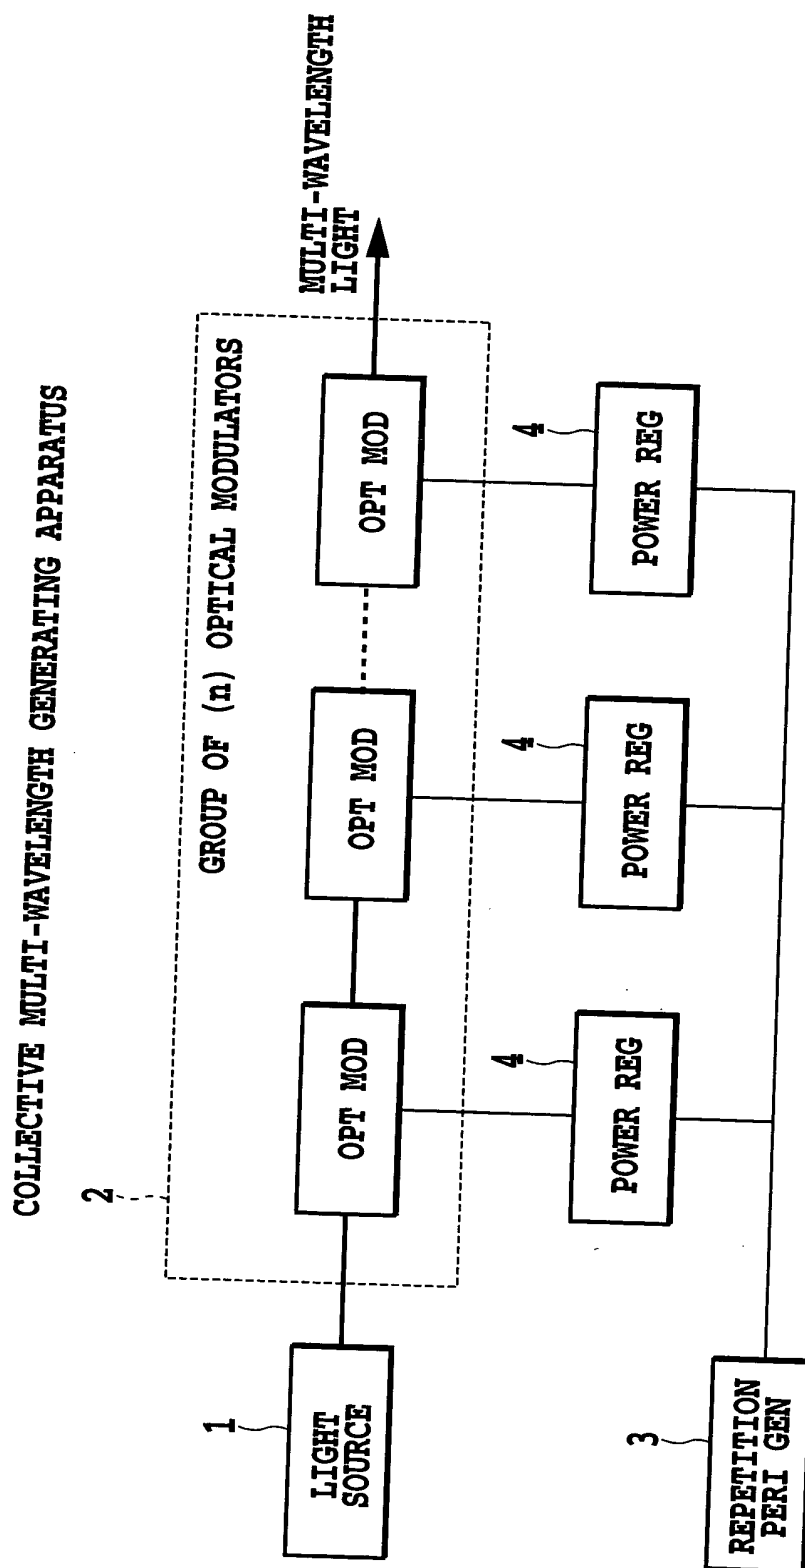 COLLECTIVE MULTI-WAVELENGTH GENERATING APPARATUS
2
GROUP OF (n) OPTICAL MODULATORS
MULTI-WAVELENGTH
LIGHT
1
LIGHT
SOURCE
OPT MOD
OPT MOD
OPT MOD
4
POWER REG
4
POWER REG
4
POWER REG
3
REPETITION
PERI GEN